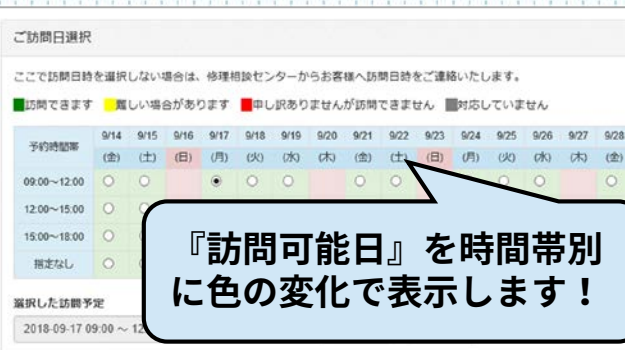 ご訪問日選択
ここで訪問日時を選択しない場合は、修理相談センターからお客様へ訪問日時をご連絡いたします。
訪問できます 難しい場合があります 申し訳ありませんが訪問できません 対応していません
予約時間帯 9/14 9/15 9/16 9/17 9/18 9/19 9/20 9/21 9/22 9/23 9/24 9/25 9/26 9/27 9/28
(金) (土) (日) (月) (火) (水) (木) (金) (土) (日) (月) (火) (水) (木) (金)
09:00～12:00
12:00～15:00
15:00～18:00
指定なし
『訪問可能日』を時間帯別
に色の変化で表示します！
選択した訪問予定
2018-09-17 09:00 ～ 12